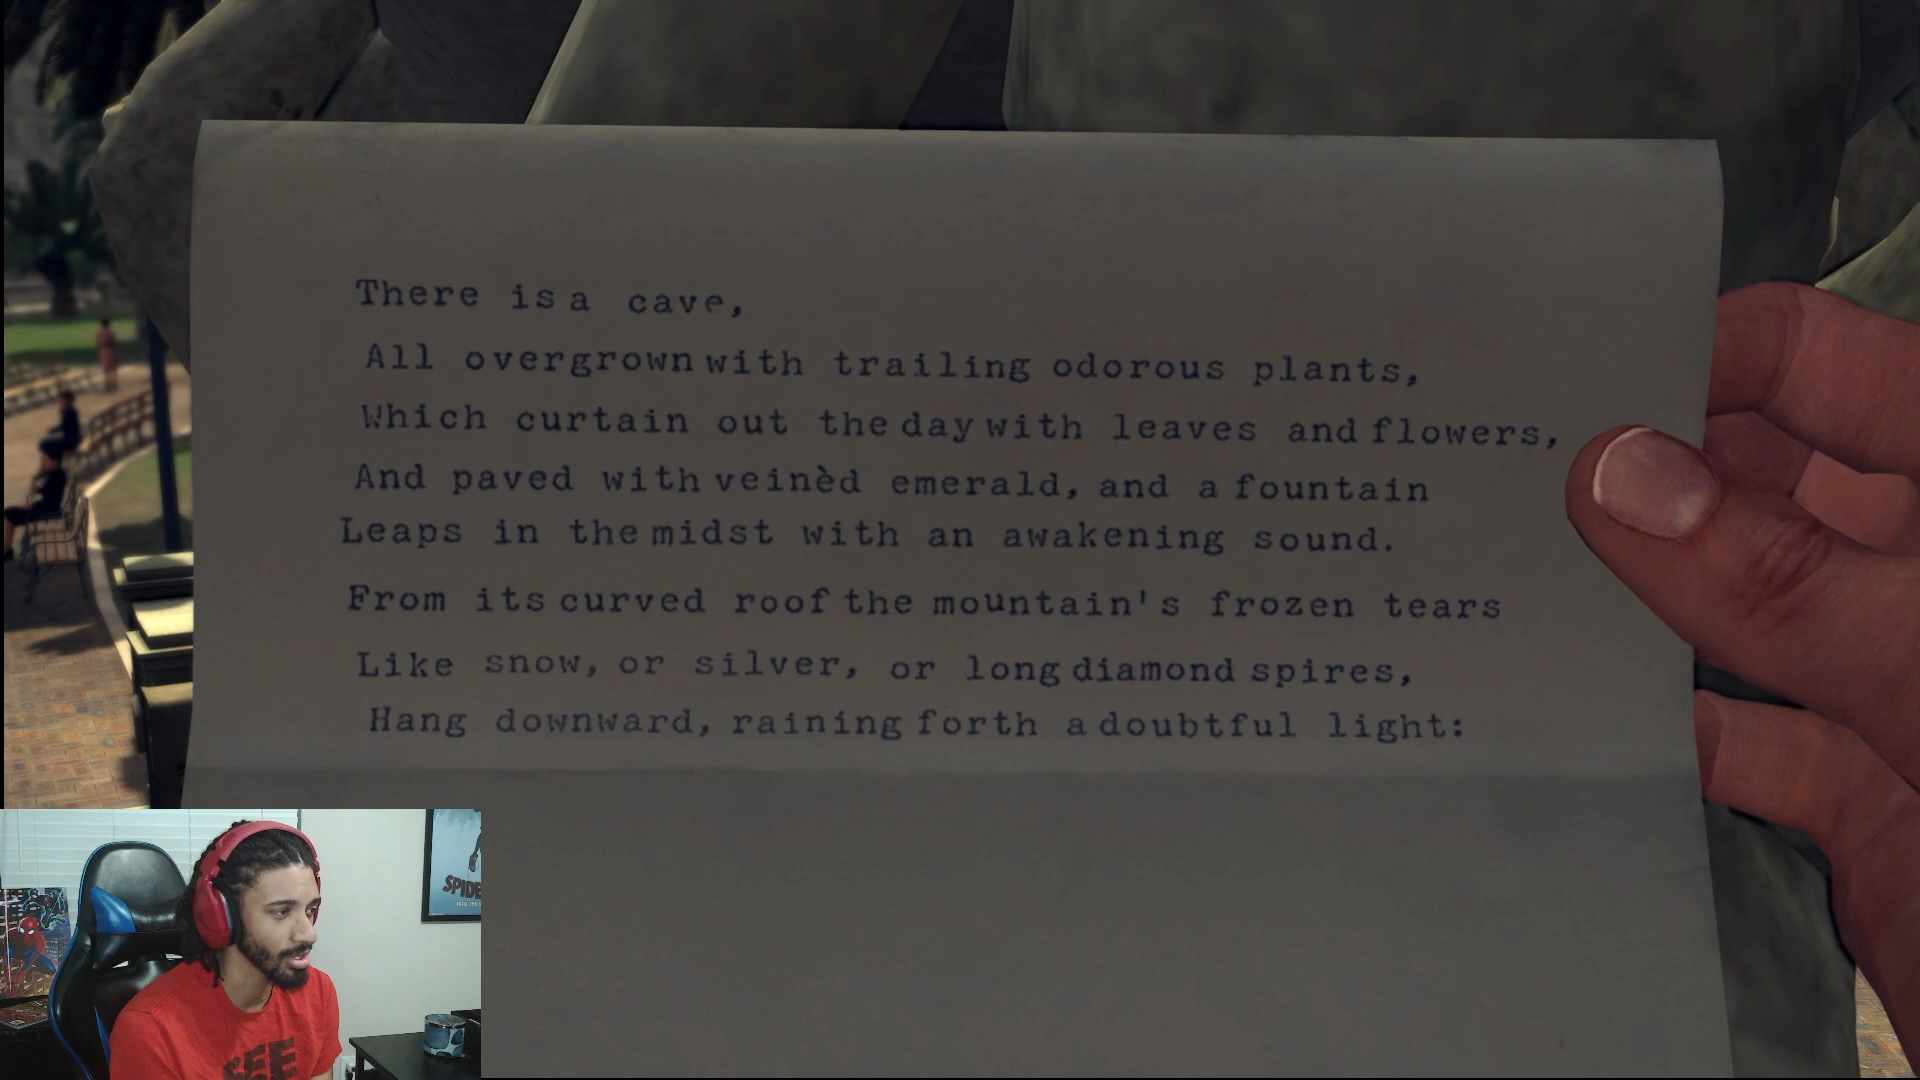 There is a cave,
All overgrown with trailing odorous plants,
Which curtain out the day with leaves and flowers,
And paved with veinèd emerald, and a fountain
Leaps in the midst with an awakening sound.
From its curved roof the mountain's frozen tears
Like snow, or silver, or long diamond spires,
Hang downward, raining forth a doubtful light:
SPIDE